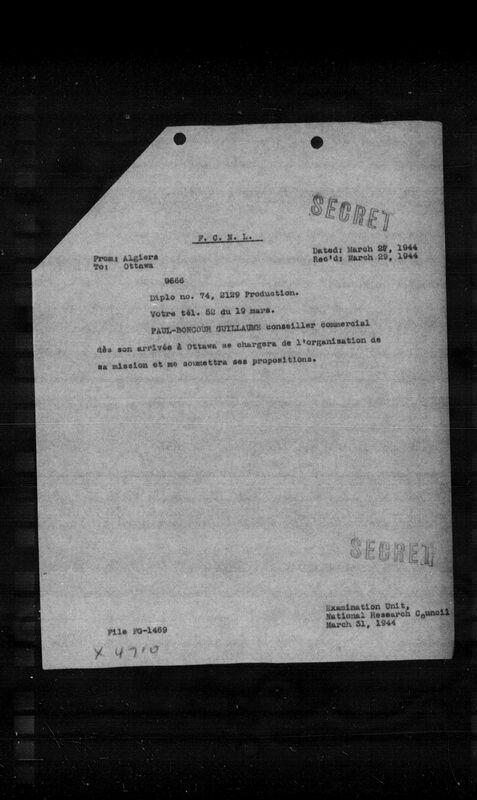 SECRET
F. C. N. L.
From: Algiers
To: Ottawa
Dated: March 27, 1944
Rec'd: March 29, 1944
9666
Diplo no. 74, 2129 Production.
Votre tél. 52 du 19 mars.
PAUL-BONCOUR GUILLAUME conseiller commercial
dès son arrivée à Ottawa se chargera de l'organisation de
sa mission et me soumettra ses propositions.
SECRET
Examination Unit,
National Research Council
March 31, 1944
File FG-1469
X 4710